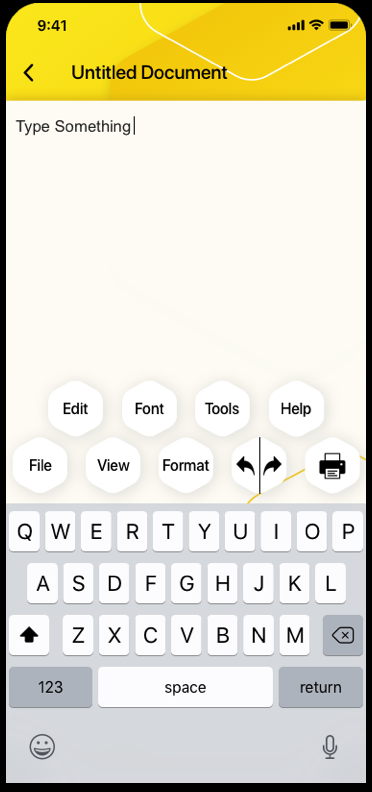 9:41
Untitled Document
Type Something
Edit Font Tools Help
File View Format
Q W E R T Y U I O P
A S D F G H J K L
Z X C V B N M
123 space return